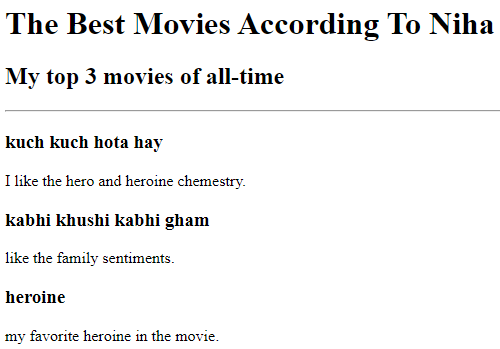 The Best Movies According To Niha
My top 3 movies of all-time
kuch kuch hota hay
I like the hero and heroine chemestry.
kabhi khushi kabhi gham
like the family sentiments.
heroine
my favorite heroine in the movie.